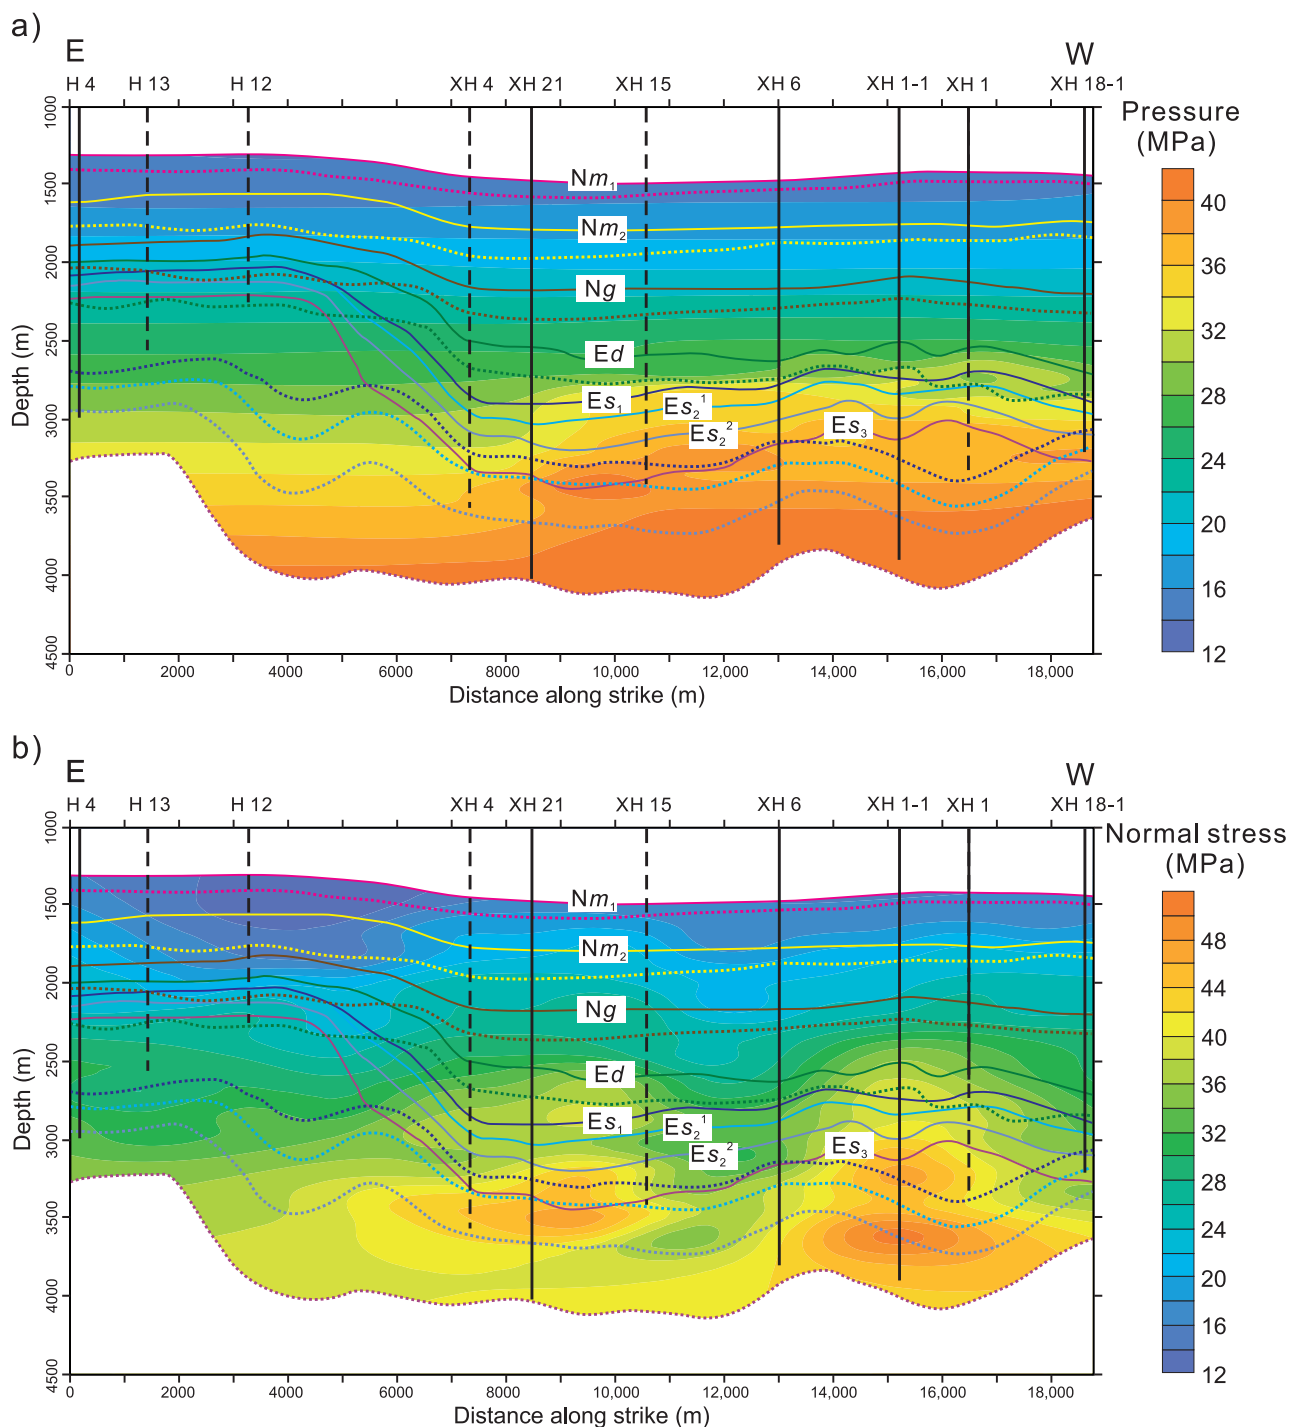 a)
E W
H 4 H 13 H 12 XH 4 XH 21 XH 15 XH 6 XH 1-1 XH 1 XH 18-1
Pressure
(MPa)
1000
1500
2000
2500
3000
3500
4000
4500
Depth (m)
Nm₁
Nm₂
Ng
Ed
Es₁
Es₂¹
Es₂²
Es₃
40
36
32
28
24
20
16
12
0 2000 4000 6000 8000 10,000 12,000 14,000 16,000 18,000
Distance along strike (m)
b)
E W
H 4 H 13 H 12 XH 4 XH 21 XH 15 XH 6 XH 1-1 XH 1 XH 18-1
Normal stress
(MPa)
1000
1500
2000
2500
3000
3500
4000
4500
Depth (m)
Nm₁
Nm₂
Ng
Ed
Es₁
Es₂¹
Es₂²
Es₃
48
44
40
36
32
28
24
20
16
12
0 2000 4000 6000 8000 10,000 12,000 14,000 16,000 18,000
Distance along strike (m)